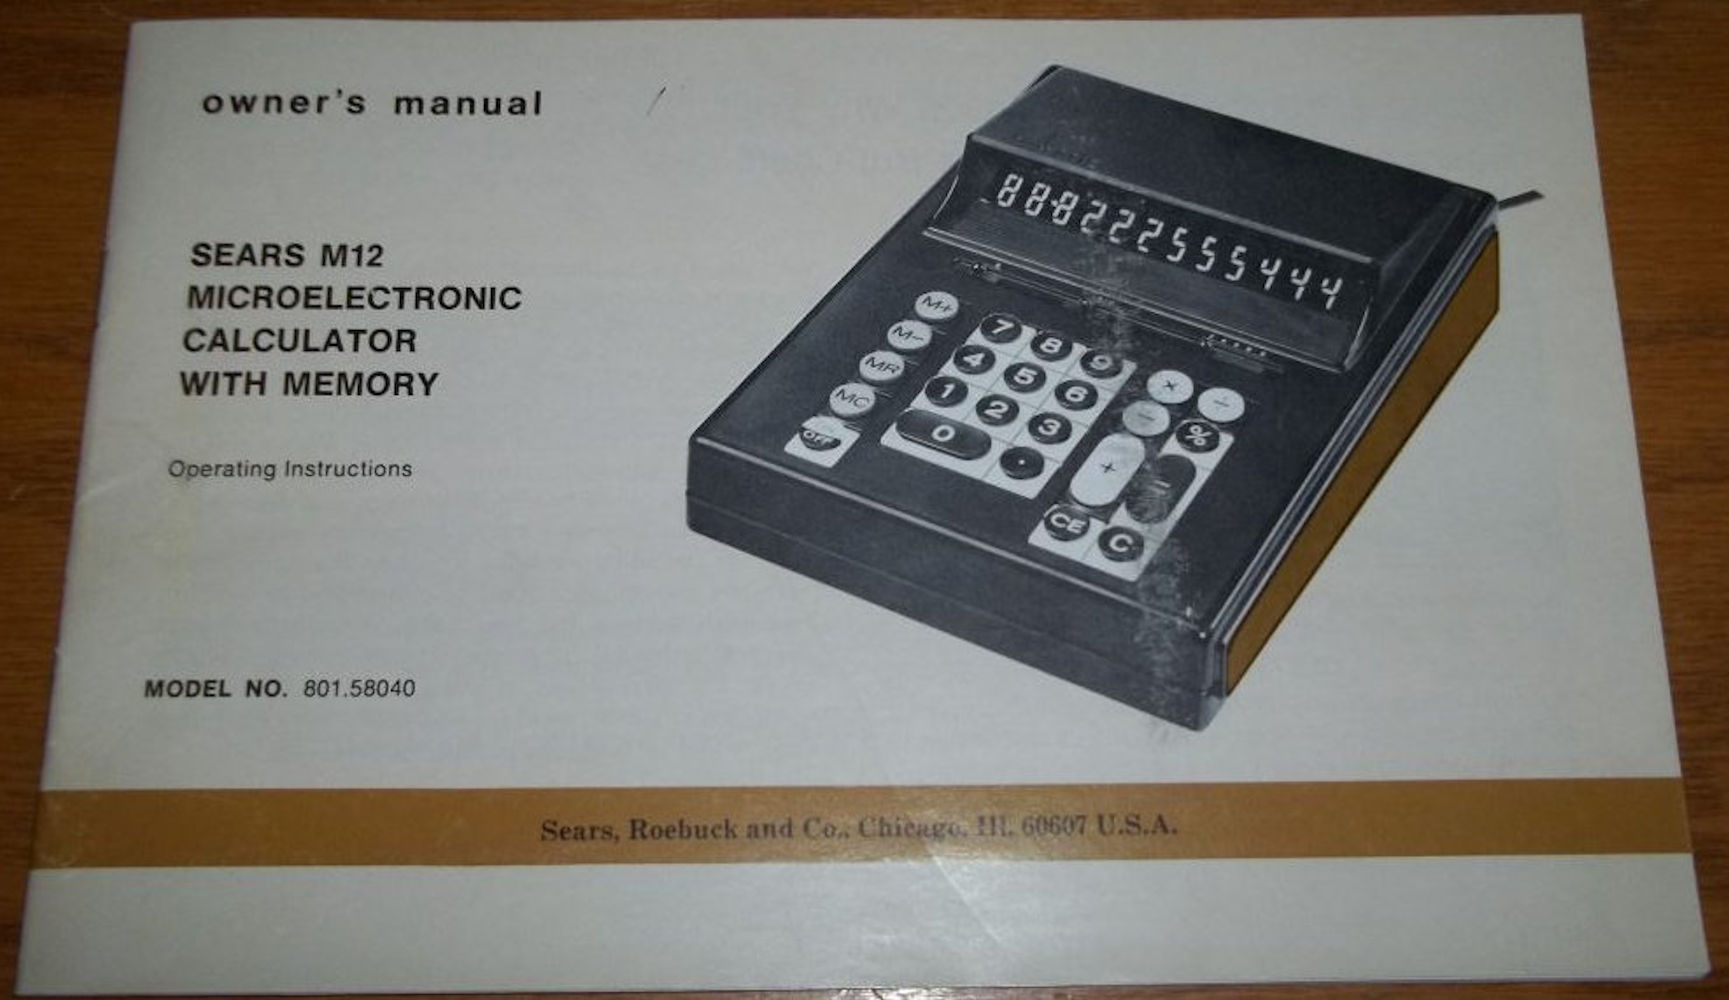 owner's manual
SEARS M12
MICROELECTRONIC
CALCULATOR
WITH MEMORY
Operating Instructions
MODEL NO. 801.58040
888222555444
M+
M−
MR
MC
OFF
7 8 9
4 5 6
1 2 3
0 .
× ÷
%
+ −
CE C
Sears, Roebuck and Co., Chicago, Ill. 60607 U.S.A.